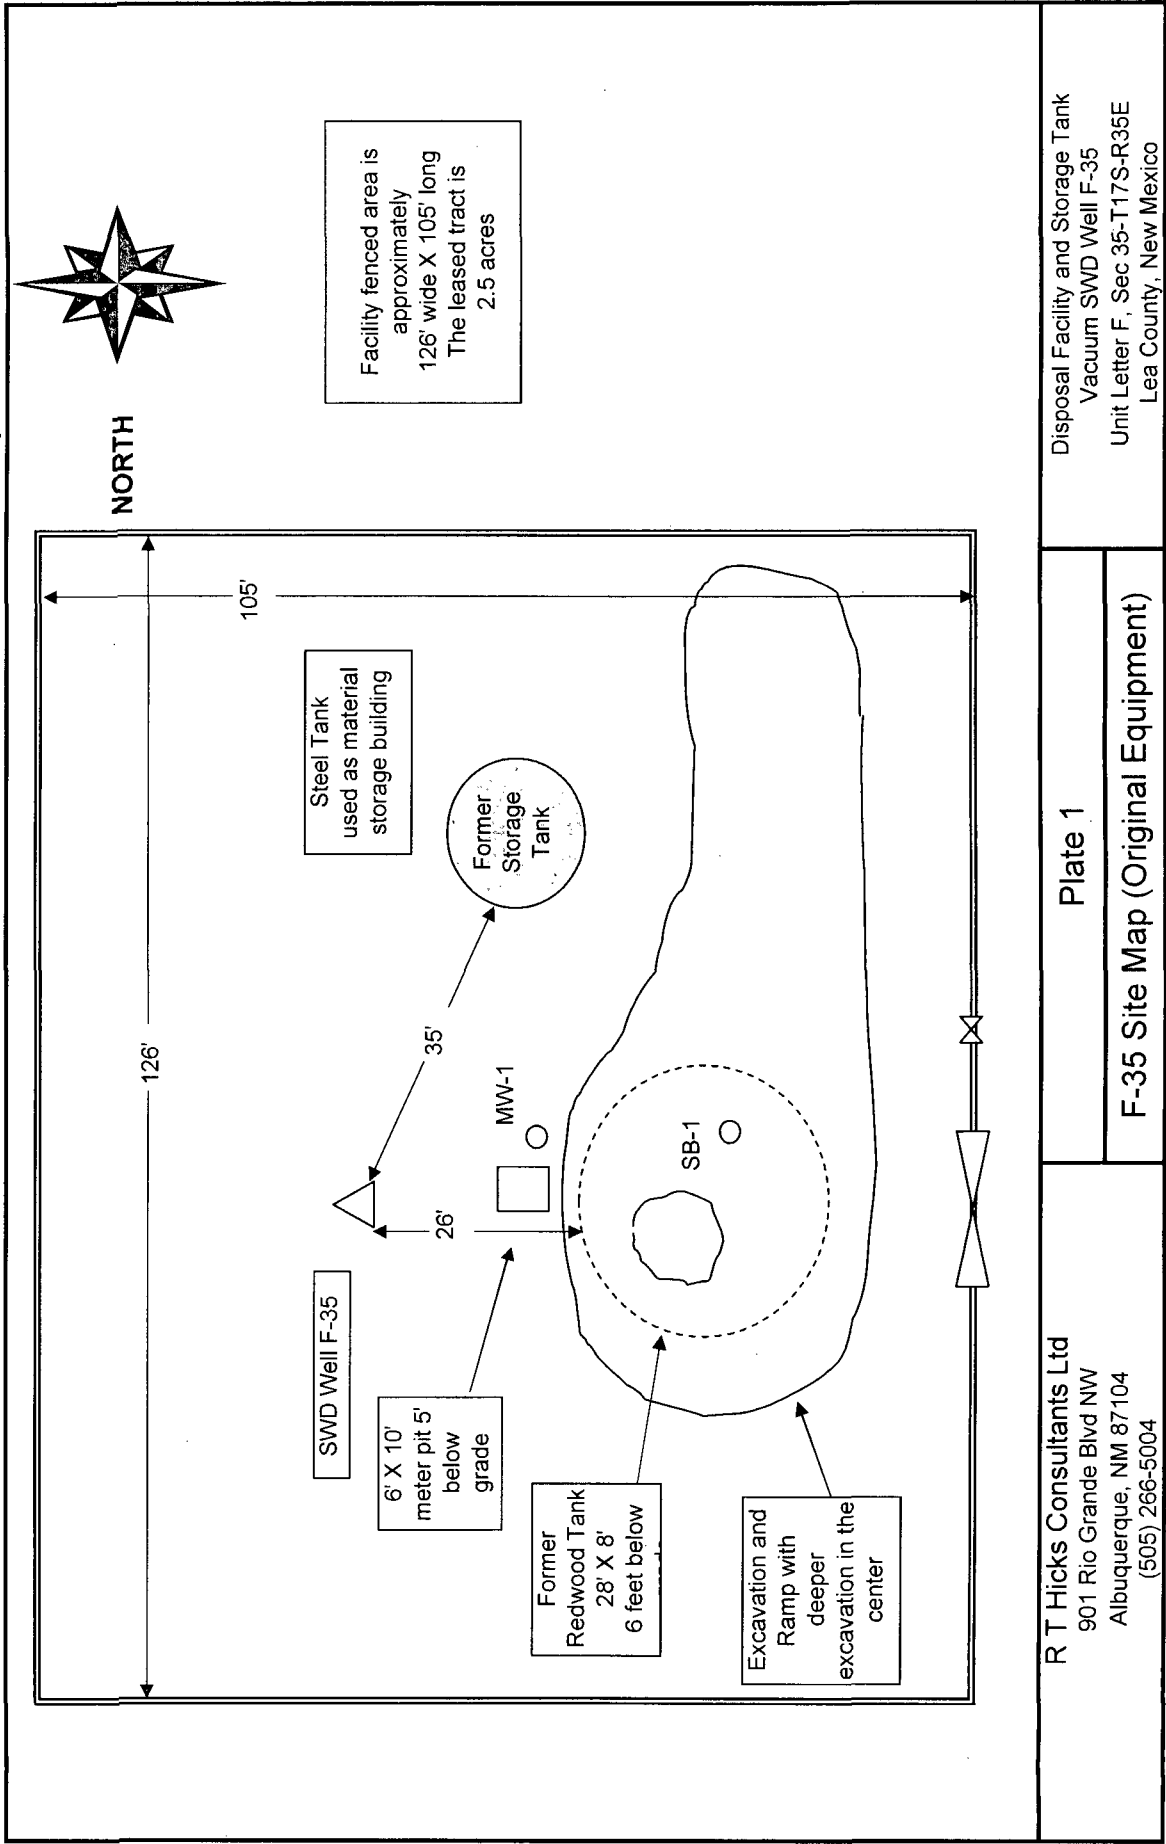 NORTH
Facility fenced area is
approximately
126' wide X 105' long
The leased tract is
2.5 acres
126'
105'
Steel Tank
used as material
storage building
Former
Storage
Tank
35'
SWD Well F-35
26'
MW-1
6' X 10'
meter pit 5'
below
grade
SB-1
Former
Redwood Tank
28' X 8'
6 feet below
Excavation and
Ramp with
deeper
excavation in the
center
R T Hicks Consultants Ltd
901 Rio Grande Blvd NW
Albuquerque, NM 87104
(505) 266-5004
Plate 1
F-35 Site Map (Original Equipment)
Disposal Facility and Storage Tank
Vacuum SWD Well F-35
Unit Letter F, Sec 35-T17S-R35E
Lea County, New Mexico